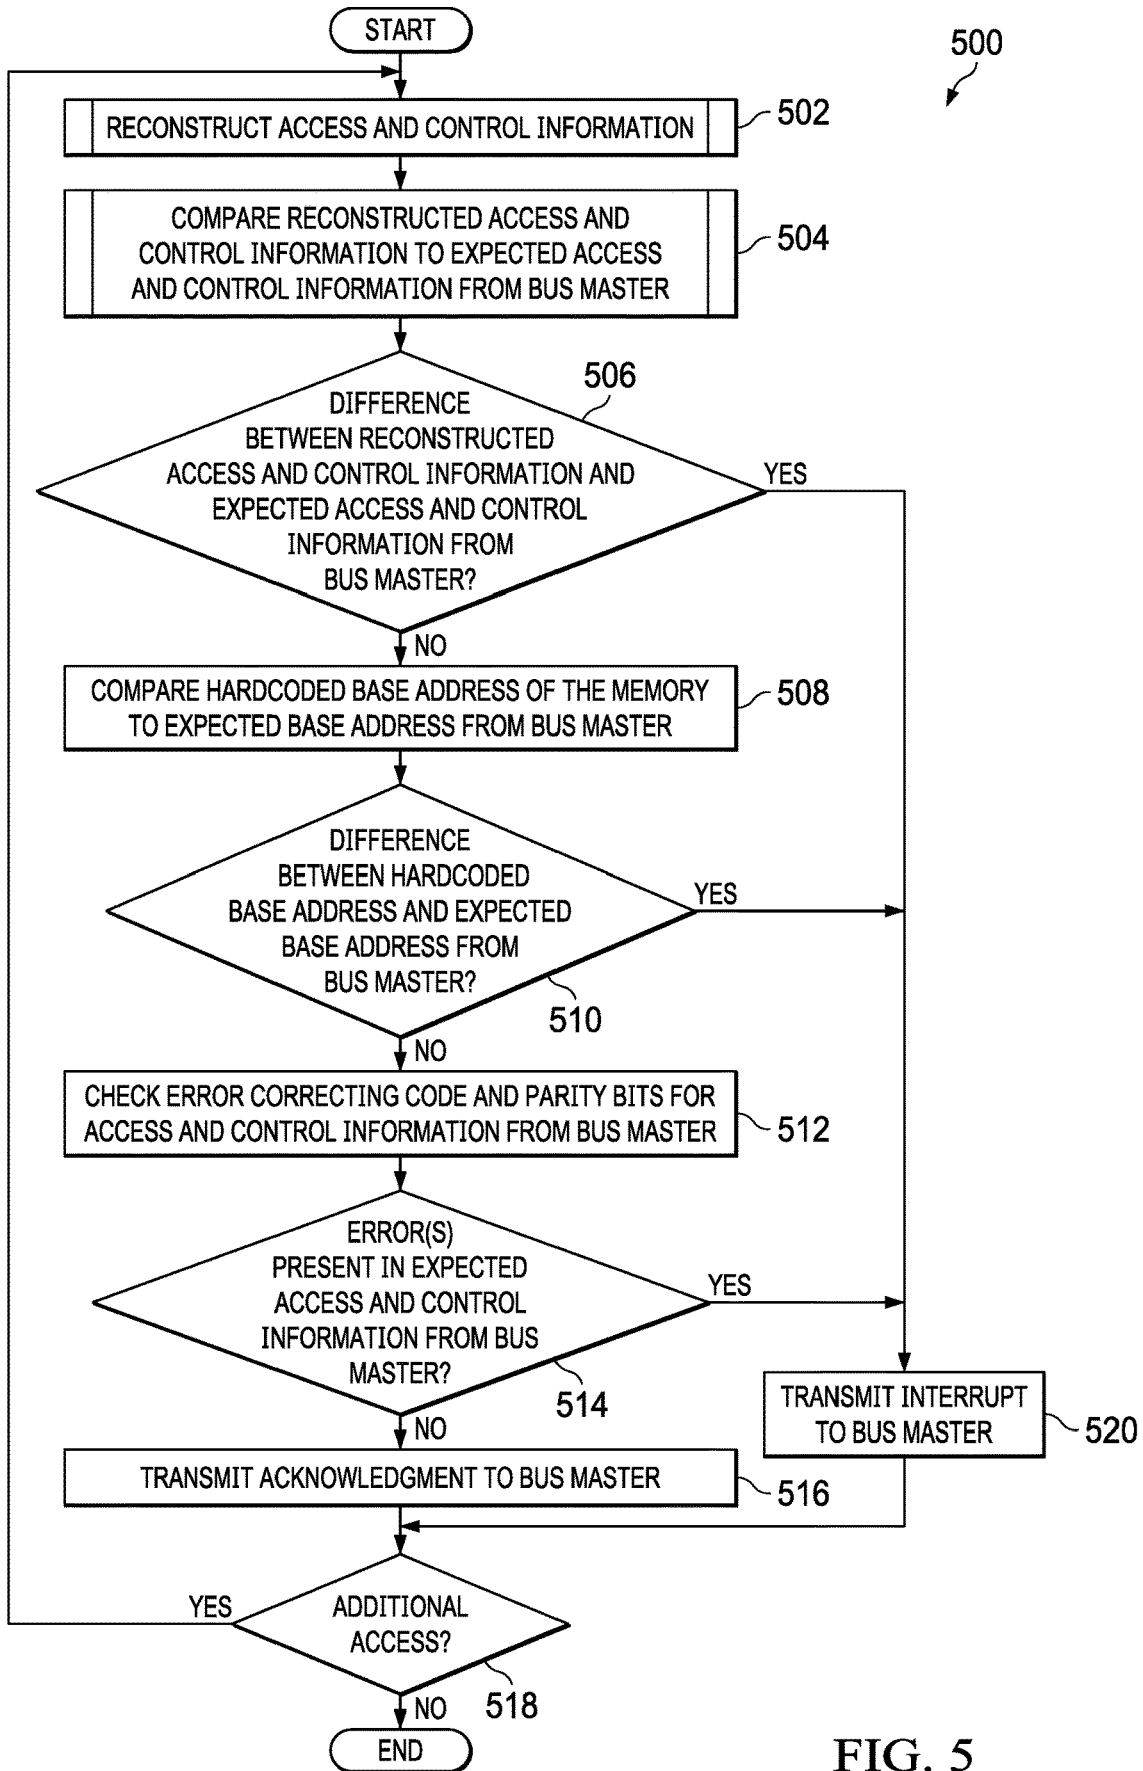 START
500
RECONSTRUCT ACCESS AND CONTROL INFORMATION
502
COMPARE RECONSTRUCTED ACCESS AND
CONTROL INFORMATION TO EXPECTED ACCESS
AND CONTROL INFORMATION FROM BUS MASTER
504
506
DIFFERENCE
BETWEEN RECONSTRUCTED
ACCESS AND CONTROL INFORMATION AND
EXPECTED ACCESS AND CONTROL
INFORMATION FROM
BUS MASTER?
YES
NO
COMPARE HARDCODED BASE ADDRESS OF THE MEMORY
TO EXPECTED BASE ADDRESS FROM BUS MASTER
508
DIFFERENCE
BETWEEN HARDCODED
BASE ADDRESS AND EXPECTED
BASE ADDRESS FROM
BUS MASTER?
YES
510
NO
CHECK ERROR CORRECTING CODE AND PARITY BITS FOR
ACCESS AND CONTROL INFORMATION FROM BUS MASTER
512
ERROR(S)
PRESENT IN EXPECTED
ACCESS AND CONTROL
INFORMATION FROM BUS
MASTER?
YES
514
NO
TRANSMIT INTERRUPT
TO BUS MASTER
520
TRANSMIT ACKNOWLEDGMENT TO BUS MASTER
516
YES
ADDITIONAL
ACCESS?
518
NO
END
FIG. 5